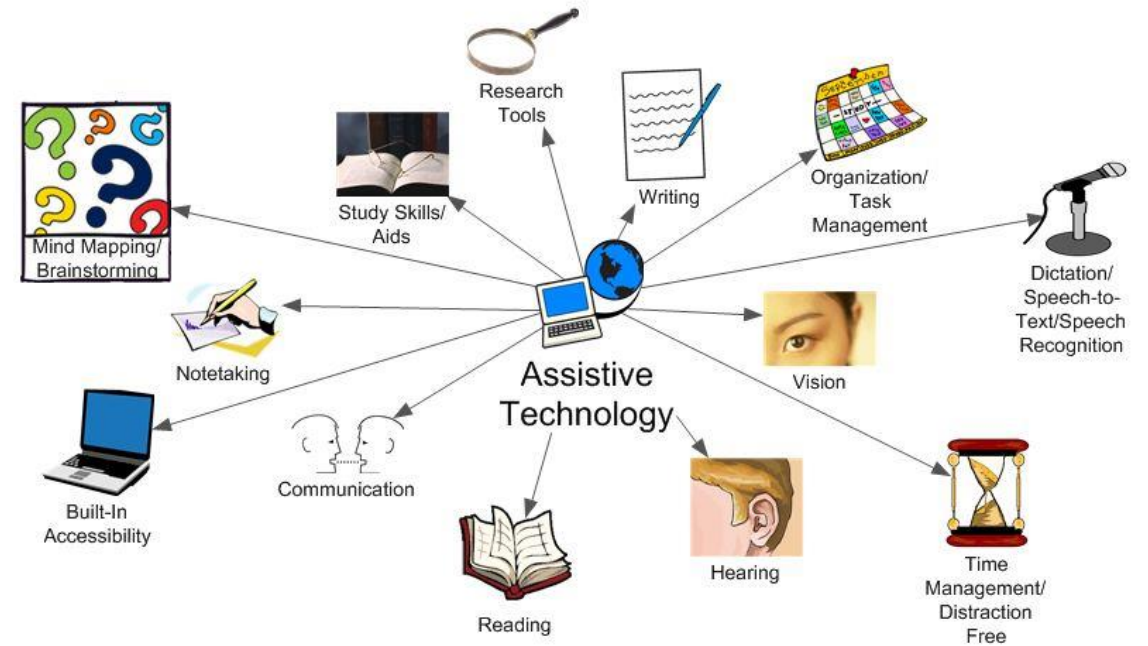 Research
Tools
Writing
September
Organization/
Task
Management
Study Skills/
Aids
Mind Mapping/
Brainstorming
Dictation/
Speech-to-
Text/Speech
Recognition
Notetaking
Vision
Assistive
Technology
Built-In
Accessibility
Communication
Reading
Hearing
Time
Management/
Distraction
Free